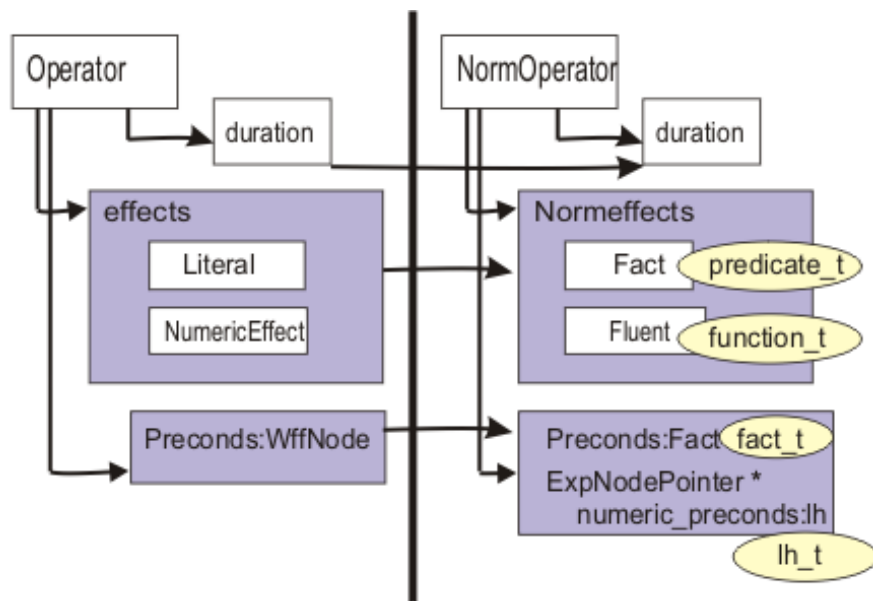 Operator
duration
effects
Literal
NumericEffect
Preconds:WffNode
NormOperator
duration
Normeffects
Fact predicate_t
Fluent function_t
Preconds:Fact fact_t
ExpNodePointer *
numeric_preconds:lh
lh_t